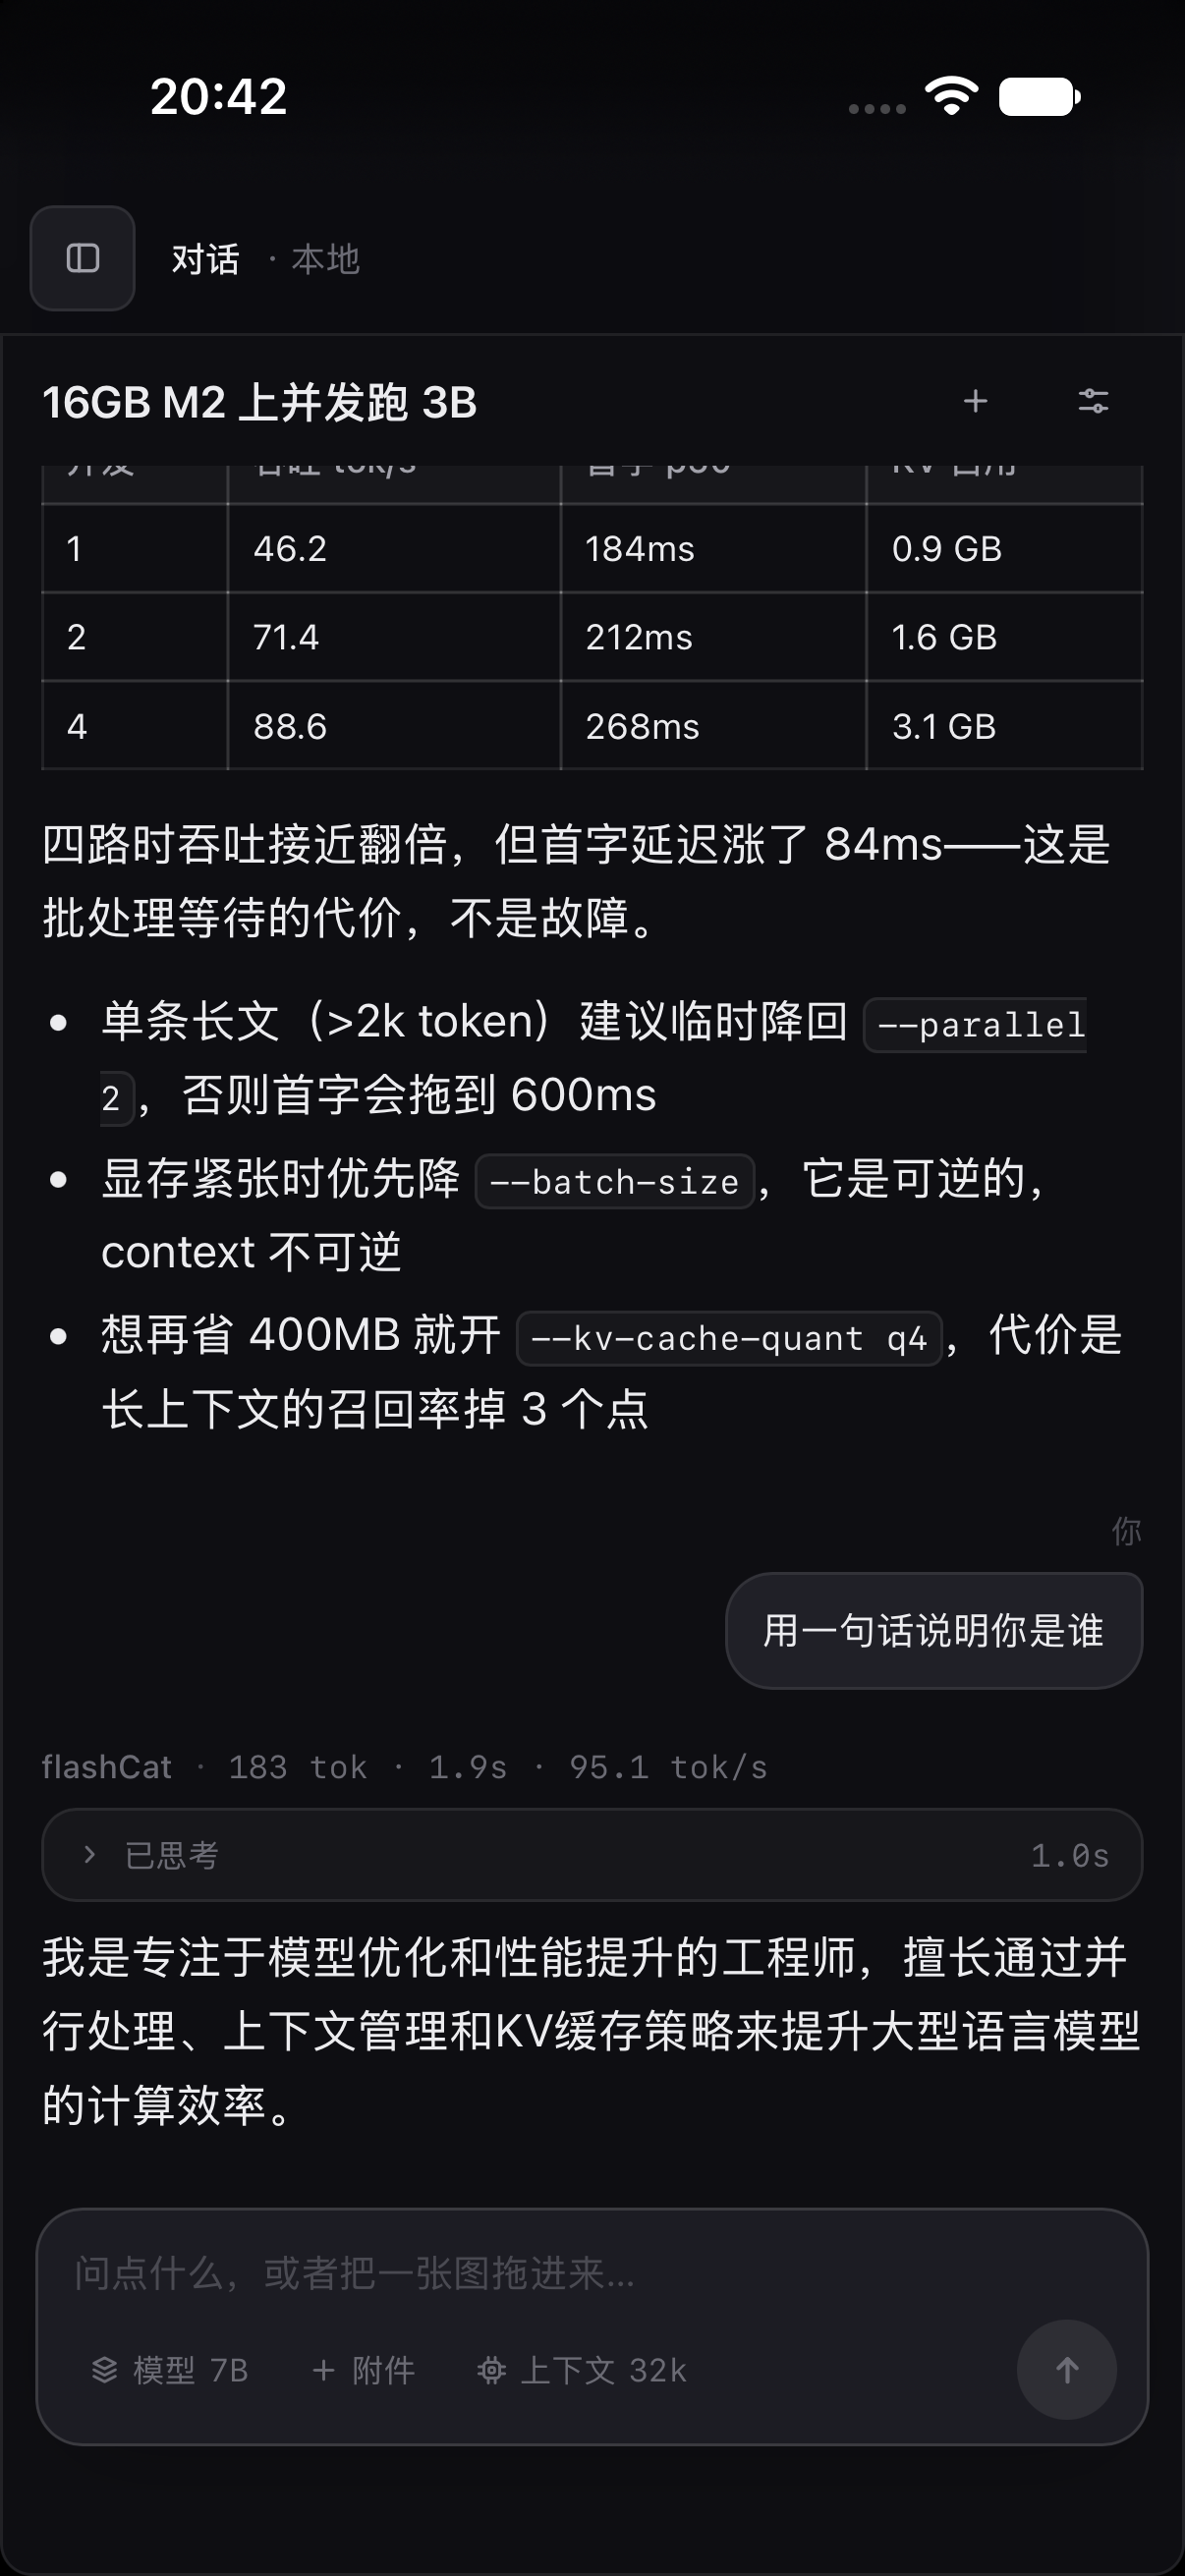 20:42
对话 · 本地
16GB M2 上并发跑 3B
并发 吞吐 tok/s 首字 p50 KV 占用
1 46.2 184ms 0.9 GB
2 71.4 212ms 1.6 GB
4 88.6 268ms 3.1 GB
四路时吞吐接近翻倍，但首字延迟涨了 84ms——这是
批处理等待的代价，不是故障。
• 单条长文（>2k token）建议临时降回 --parallel
2，否则首字会拖到 600ms
• 显存紧张时优先降 --batch-size，它是可逆的，
context 不可逆
• 想再省 400MB 就开 --kv-cache-quant q4，代价是
长上下文的召回率掉 3 个点
你
用一句话说明你是谁
flashCat · 183 tok · 1.9s · 95.1 tok/s
已思考 1.0s
我是专注于模型优化和性能提升的工程师，擅长通过并
行处理、上下文管理和KV缓存策略来提升大型语言模型
的计算效率。
问点什么，或者把一张图拖进来...
模型 7B 附件 上下文 32k